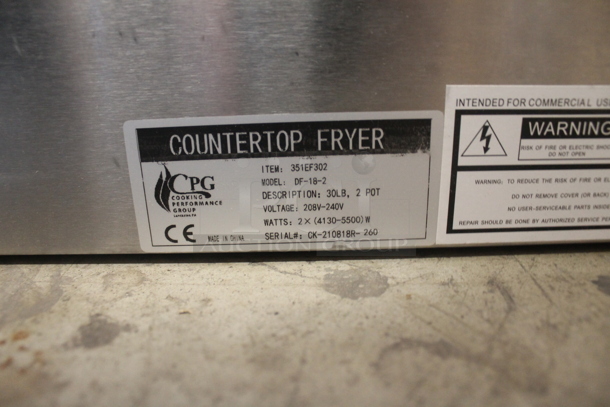 COUNTERTOP FRYER
CPG
COOKING
PERFORMANCE
GROUP
ITEM: 351EF302
MODEL: DF-18-2
DESCRIPTION: 30LB, 2 POT
VOLTAGE: 208V-240V
WATTS: 2×(4130-5500)W
SERIAL#: CK-210818R-260
CE
MADE IN CHINA
AUCTION GROUP
INTENDED FOR COMMERCIAL US
WARNING
RISK OF FIRE OR ELECTRIC SHOC
DO NOT OPEN
WARNING: TO REDUCE THE RISK OF FIRE OR EL
DO NOT REMOVE COVER (OR BACK)
NO USER-SERVICEABLE PARTS INSIDE
REPAIR SHOULD BE DONE BY AUTHORIZED SERVICE PE